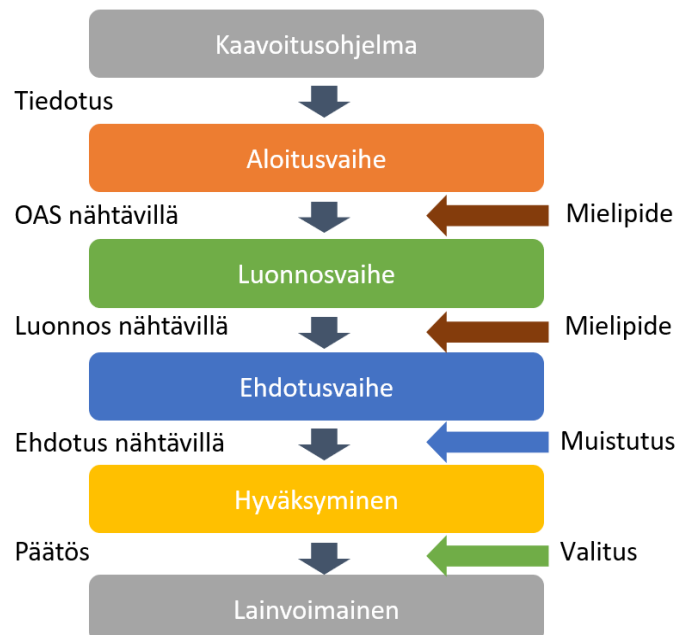 Kaavoitusohjelma
Tiedotus
Aloitusvaihe
OAS nähtävillä
Mielipide
Luonnosvaihe
Luonnos nähtävillä
Mielipide
Ehdotusvaihe
Ehdotus nähtävillä
Muistutus
Hyväksyminen
Päätös
Valitus
Lainvoimainen